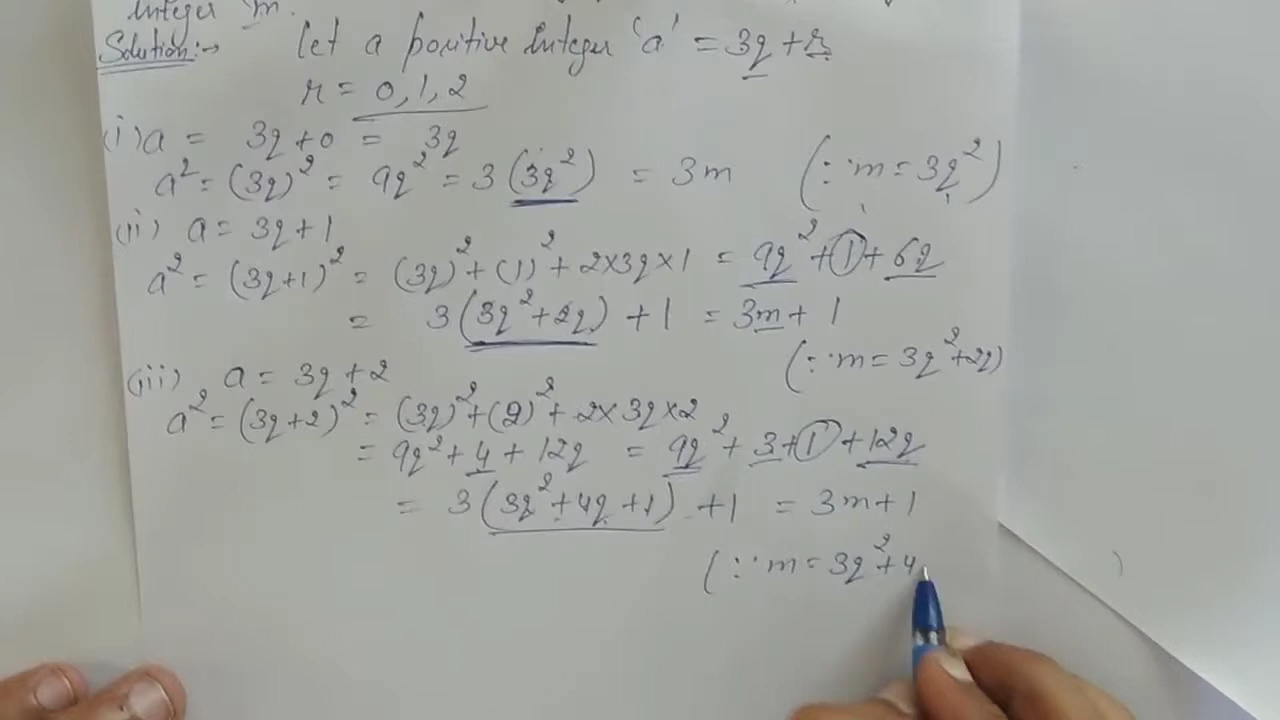 Integer 'm'.
Solution:→ Let a positive Integer 'a' = 3q + r
r = 0, 1, 2
(i) a = 3q + 0 = 3q
a² = (3q)² = 9q² = 3(3q²) = 3m (∵ m = 3q²)
(ii) a = 3q + 1
a² = (3q+1)² = (3q)² + (1)² + 2×3q×1 = 9q² + 1 + 6q
= 3(3q² + 2q) + 1 = 3m + 1
(∵ m = 3q² + 2q)
(iii) a = 3q + 2
a² = (3q+2)² = (3q)² + (2)² + 2×3q×2
= 9q² + 4 + 12q = 9q² + 3 + 1 + 12q
= 3(3q² + 4q + 1) + 1 = 3m + 1
(∵ m = 3q² + 4